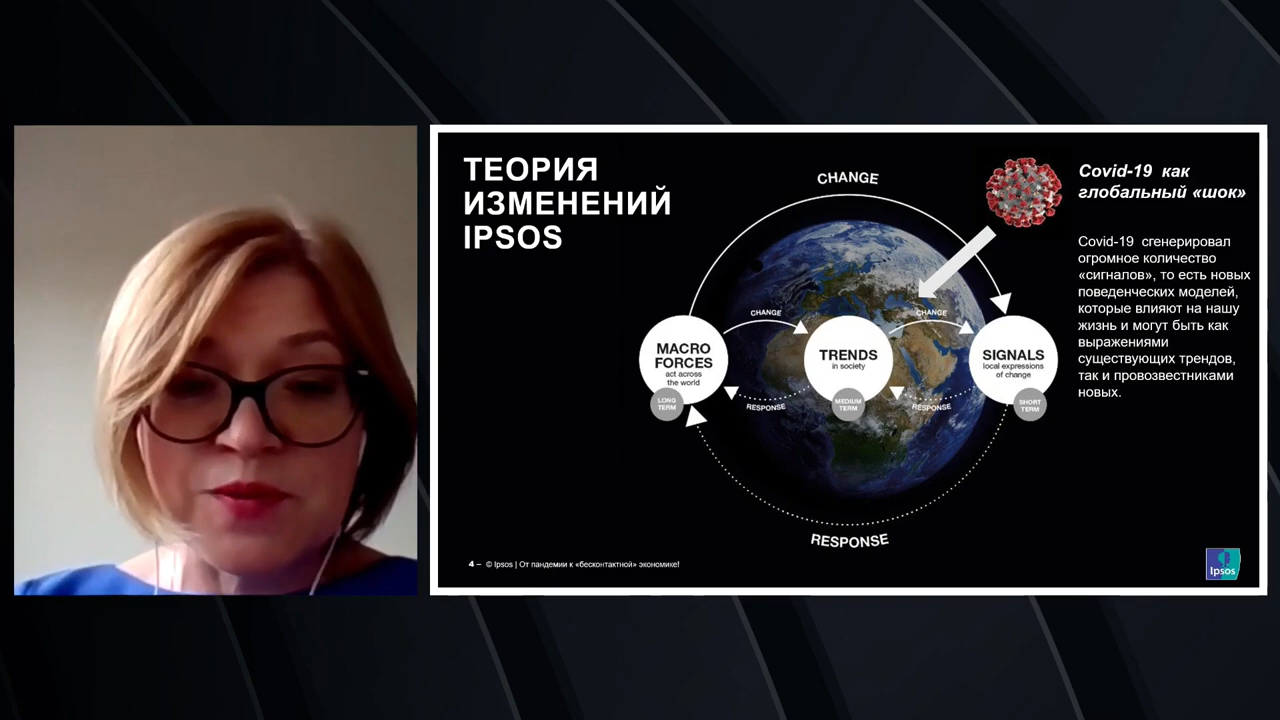 ТЕОРИЯ
ИЗМЕНЕНИЙ
IPSOS
CHANGE
Covid-19 как
глобальный «шок»
Covid-19 сгенерировал
огромное количество
«сигналов», то есть новых
поведенческих моделей,
которые влияют на нашу
жизнь и могут быть как
выражениями
существующих трендов,
так и провозвестниками
новых.
CHANGE
CHANGE
MACRO
FORCES
act across
the world
LONG
TERM
TRENDS
in society
MEDIUM
TERM
SIGNALS
local expressions
of change
SHORT
TERM
RESPONSE
RESPONSE
RESPONSE
4 – © Ipsos | От пандемии к «бесконтактной» экономике!
Ipsos